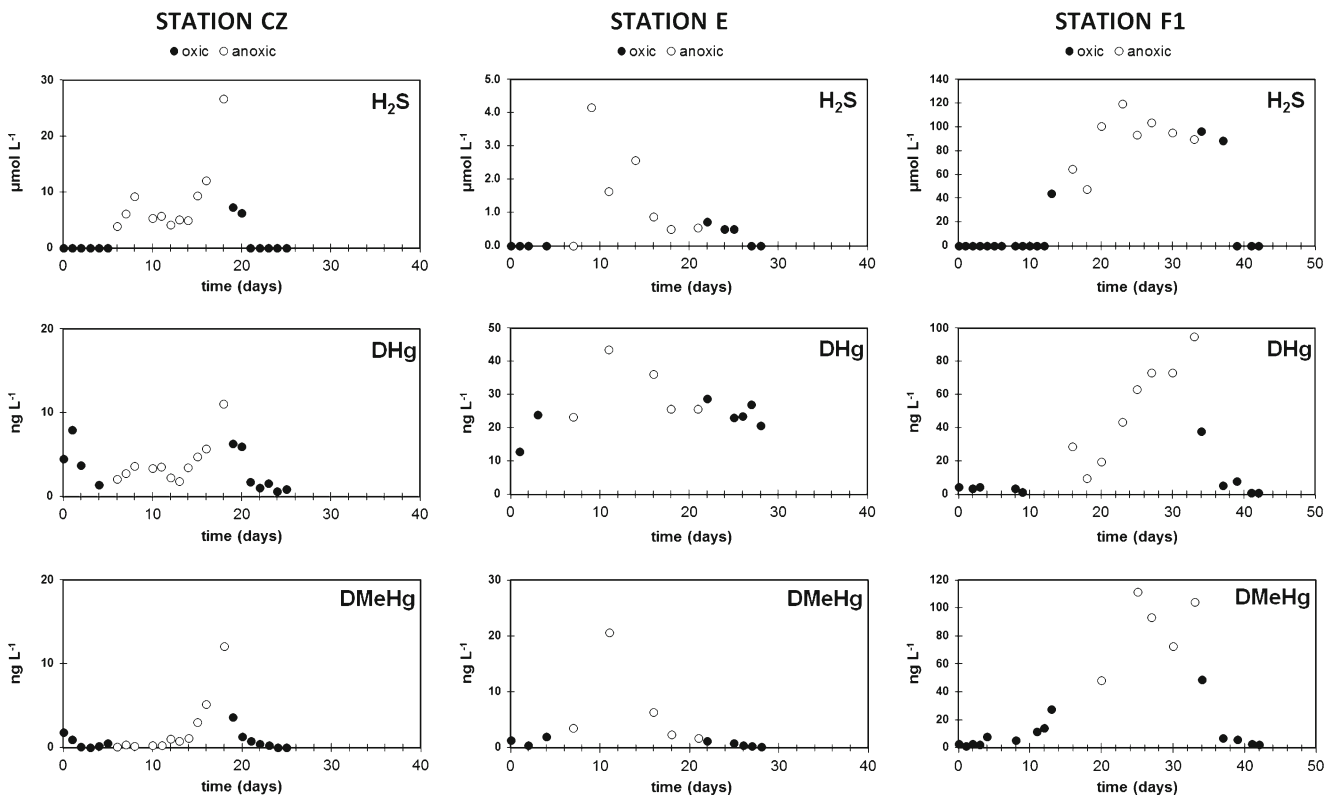 STATION CZ
STATION E
STATION F1
● oxic ○ anoxic
● oxic ○ anoxic
● oxic ○ anoxic
H₂S
µmol L⁻¹
30
20
10
0
0 10 20 30 40
time (days)
H₂S
µmol L⁻¹
5.0
4.0
3.0
2.0
1.0
0.0
0 10 20 30 40
time (days)
H₂S
µmol L⁻¹
140
120
100
80
60
40
20
0
0 10 20 30 40 50
time (days)
DHg
ng L⁻¹
20
10
0
0 10 20 30 40
time (days)
DHg
ng L⁻¹
50
40
30
20
10
0
0 10 20 30 40
time (days)
DHg
ng L⁻¹
100
80
60
40
20
0
0 10 20 30 40 50
time (days)
DMeHg
ng L⁻¹
20
10
0
0 10 20 30 40
time (days)
DMeHg
ng L⁻¹
30
20
10
0
0 10 20 30 40
time (days)
DMeHg
ng L⁻¹
120
100
80
60
40
20
0
0 10 20 30 40 50
time (days)